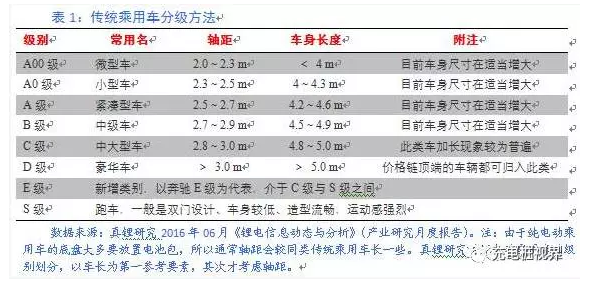 表 1：传统乘用车分级方法
级别 常用名 轴距 车身长度 附注
A00 级 微型车 2.0~2.3 m < 4 m 目前车身尺寸在适当增大
A0 级 小型车 2.3~2.5 m 4~4.3 m 目前车身尺寸在适当增大
A 级 紧凑型车 2.5~2.7 m 4.2~4.6 m 目前车身尺寸在适当增大
B 级 中级车 2.7~2.9 m 4.5~4.9 m 目前车身尺寸在适当增大
C 级 中大型车 2.8~3.0 m 4.8~5.0 m 此类车加长现象较为普遍
D 级 豪华车 > 3.0 m > 5.0 m 价格链顶端的车辆都可归入此类
E 级 新增类别．以奔驰 E 级为代表．介于 C 级与 S 级之间
S 级 跑车．一般是双门设计、车身较低、造型流畅．运动感强烈
数据来源：真锂研究 2016 年 06 月《锂电信息动态与分析》(产业研究月度报告)。注：由于纯电动乘
用车的底盘大多要放置电池包，所以通常轴距会较同类传统乘用车长一些。真锂研究
级
别划分，以车长为第一参考要素，其次才考虑轴距。
充电桩视界